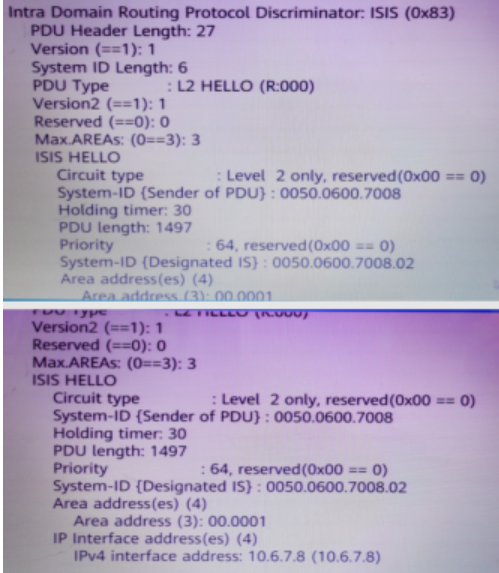 Intra Domain Routing Protocol Discriminator: ISIS (0x83)
PDU Header Length: 27
Version (==1): 1
System ID Length: 6
PDU Type : L2 HELLO (R:000)
Version2 (==1): 1
Reserved (==0): 0
Max.AREAs: (0==3): 3
ISIS HELLO
Circuit type : Level 2 only, reserved(0x00 == 0)
System-ID {Sender of PDU} : 0050.0600.7008
Holding timer: 30
PDU length: 1497
Priority : 64, reserved(0x00 == 0)
System-ID {Designated IS} : 0050.0600.7008.02
Area address(es) (4)
Area address (3): 00.0001
PDU Type : L2 HELLO (R:000)
Version2 (==1): 1
Reserved (==0): 0
Max.AREAs: (0==3): 3
ISIS HELLO
Circuit type : Level 2 only, reserved(0x00 == 0)
System-ID {Sender of PDU} : 0050.0600.7008
Holding timer: 30
PDU length: 1497
Priority : 64, reserved(0x00 == 0)
System-ID {Designated IS} : 0050.0600.7008.02
Area address(es) (4)
Area address (3): 00.0001
IP Interface address(es) (4)
IPv4 interface address: 10.6.7.8 (10.6.7.8)